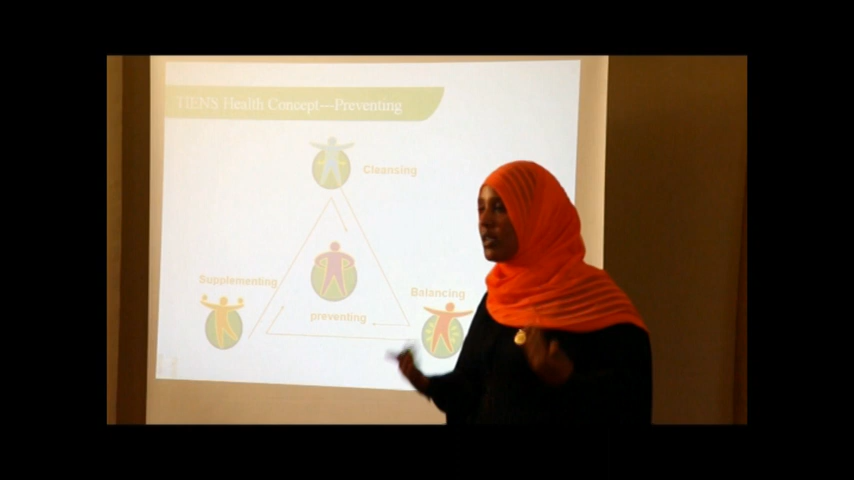 TIENS Health Concept—Preventing
Cleansing
Supplementing
Balancing
preventing